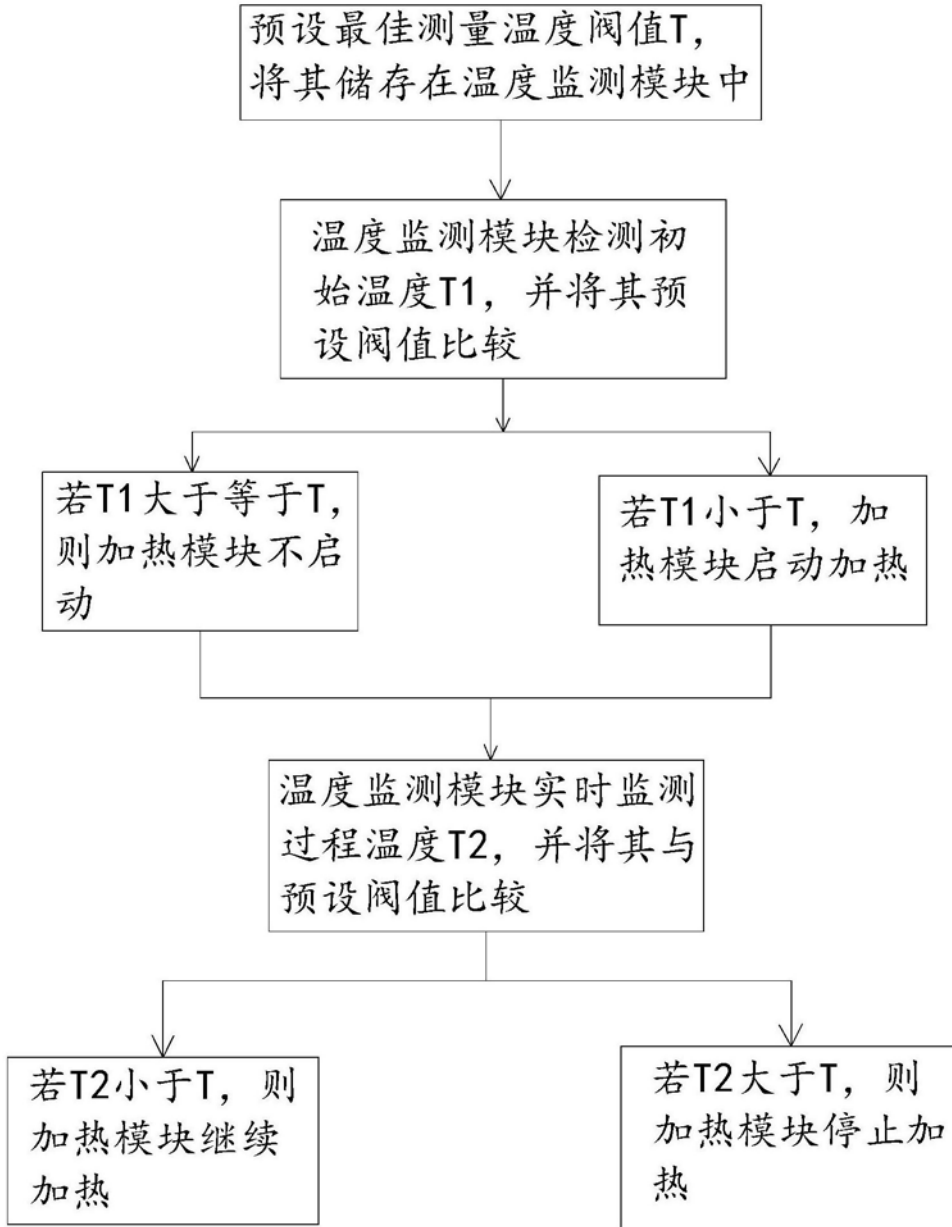 预设最佳测量温度阀值T，
将其储存在温度监测模块中
温度监测模块检测初
始温度T1，并将其预
设阀值比较
若T1大于等于T，
则加热模块不启
动
若T1小于T，加
热模块启动加热
温度监测模块实时监测
过程温度T2，并将其与
预设阀值比较
若T2小于T，则
加热模块继续
加热
若T2大于T，则
加热模块停止加
热